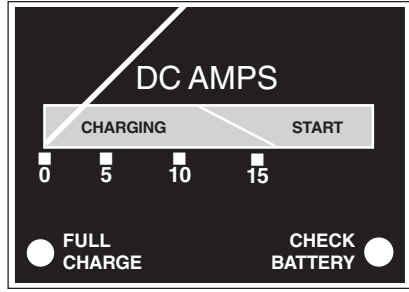 DC AMPS
CHARGING START
0 5 10 15
FULL CHECK
CHARGE BATTERY